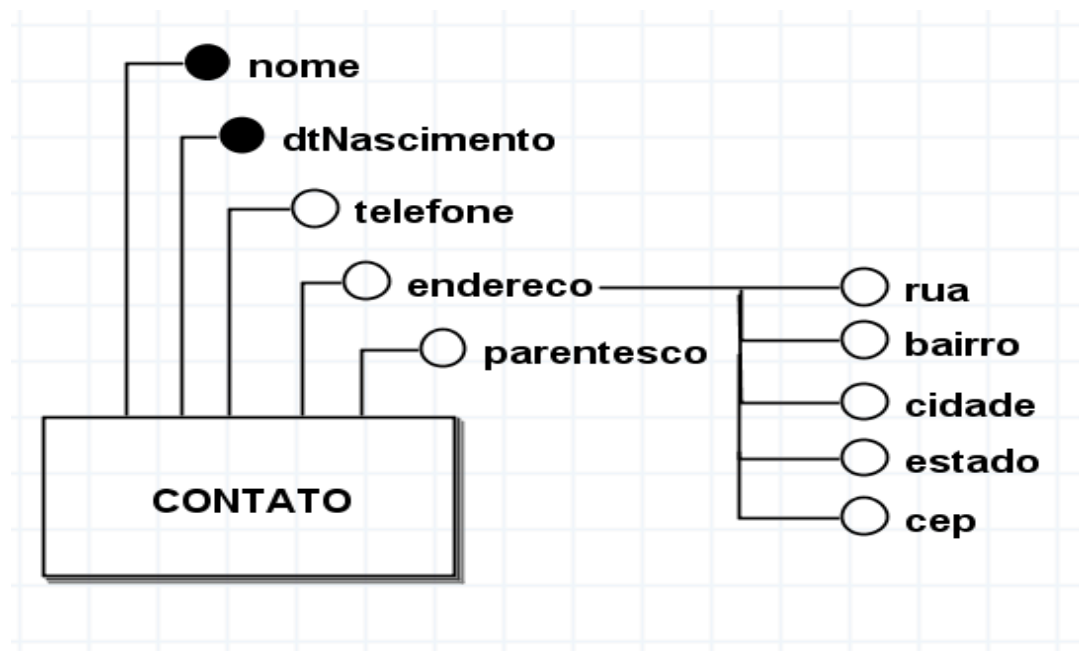 nome
dtNascimento
telefone
endereco
rua
parentesco
bairro
cidade
estado
cep
CONTATO